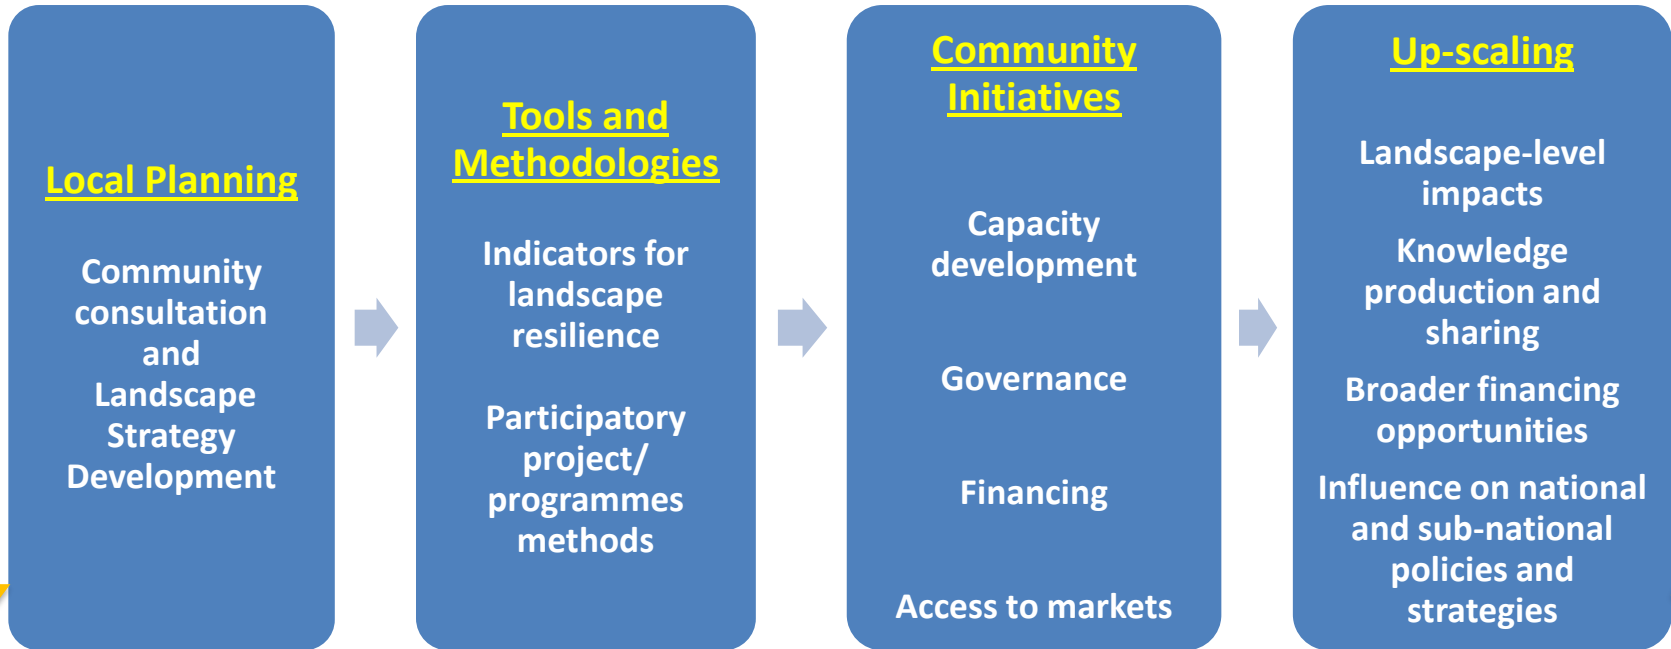 Local Planning
Community
consultation
and
Landscape
Strategy
Development
Tools and
Methodologies
Indicators for
landscape
resilience
Participatory
project/
programmes
methods
Community
Initiatives
Capacity
development
Governance
Financing
Access to markets
Up-scaling
Landscape-level
impacts
Knowledge
production and
sharing
Broader financing
opportunities
Influence on national
and sub-national
policies and
strategies